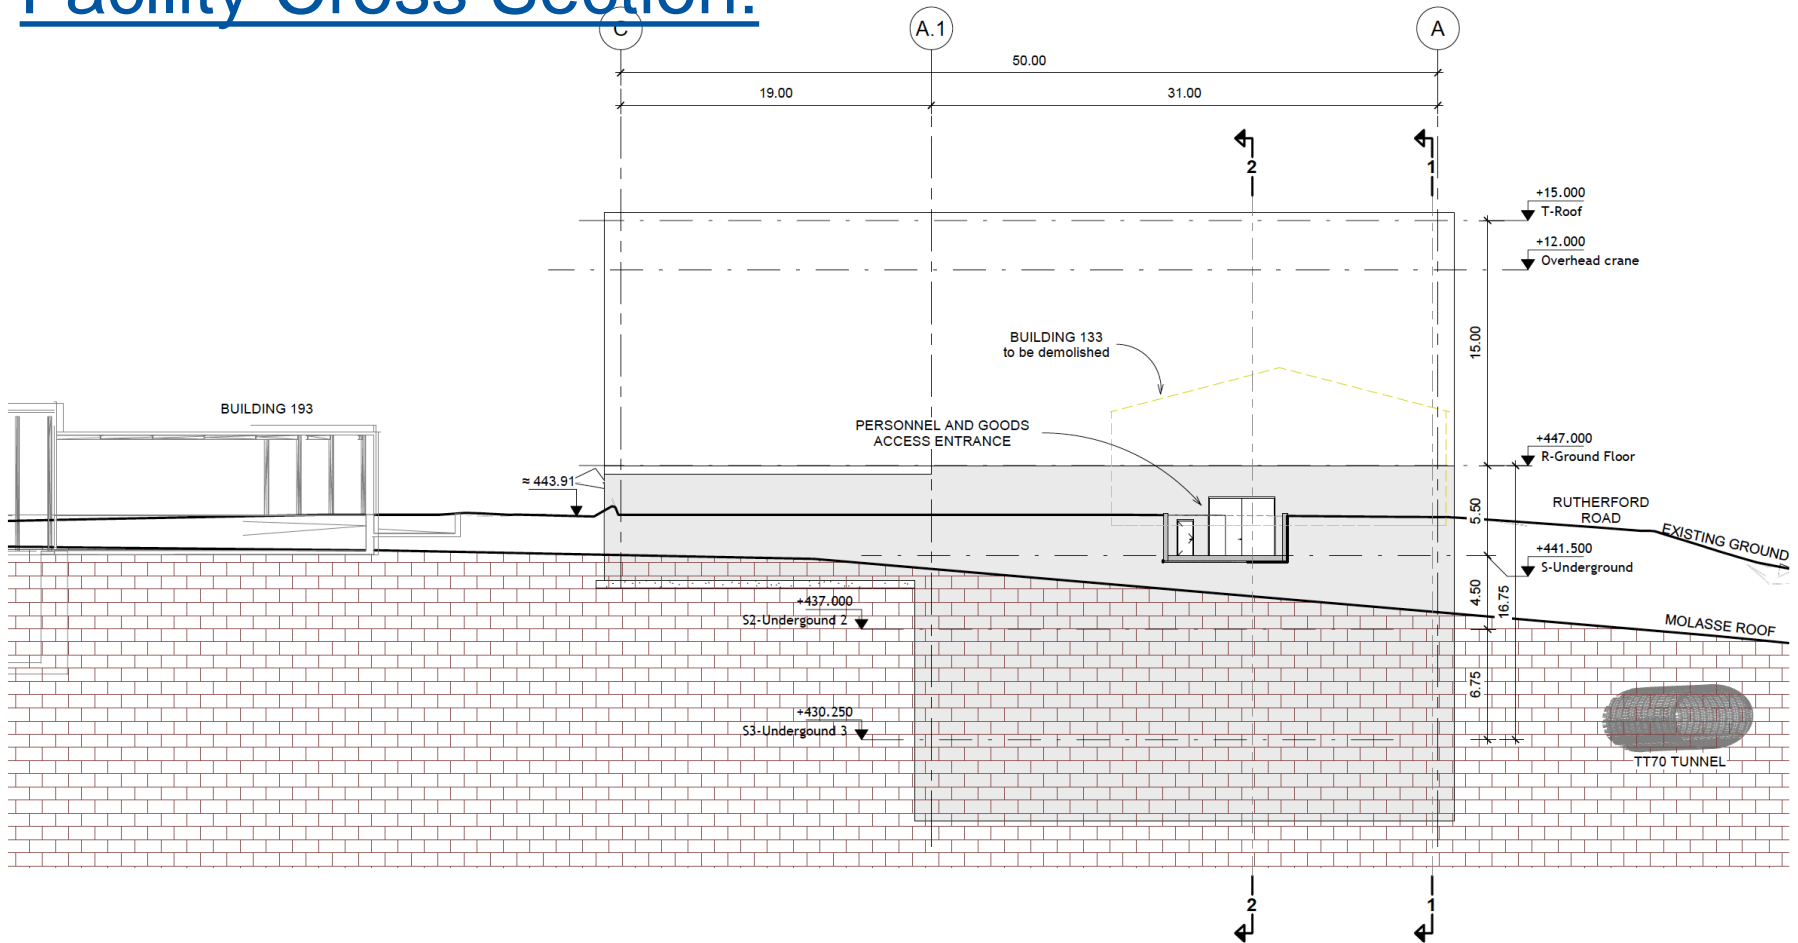 Facility Cross Section:
C
A.1
A
50.00
19.00
31.00
2
1
+15.000
T-Roof
+12.000
Overhead crane
15.00
BUILDING 133
to be demolished
BUILDING 193
PERSONNEL AND GOODS
ACCESS ENTRANCE
+447.000
R-Ground Floor
≈ 443.91
5.50
RUTHERFORD
ROAD
EXISTING GROUND
+441.500
S-Underground
4.50
16.75
+437.000
S2-Undergound 2
MOLASSE ROOF
6.75
+430.250
S3-Undergound 3
TT70 TUNNEL
2
1